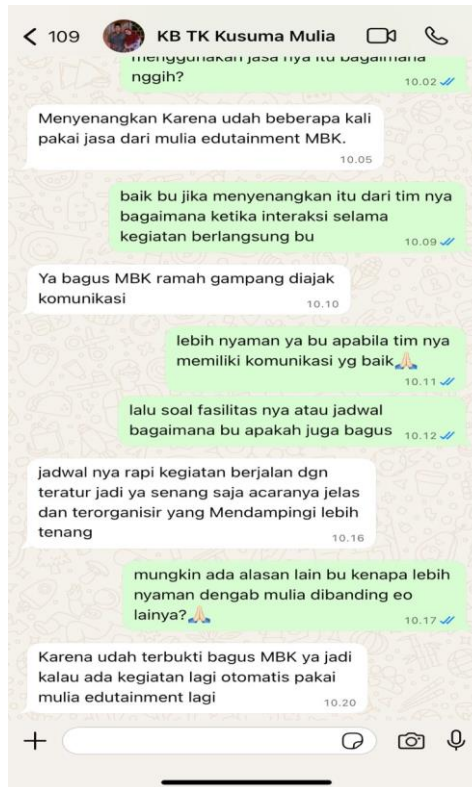 109 KB TK Kusuma Mulia
menggunakan jasa nya itu bagaimana
nggih?
10.02
Menyenangkan Karena udah beberapa kali
pakai jasa dari mulia edutainment MBK.
10.05
baik bu jika menyenangkan itu dari tim nya
bagaimana ketika interaksi selama
kegiatan berlangsung bu
10.09
Ya bagus MBK ramah gampang diajak
komunikasi
10.10
lebih nyaman ya bu apabila tim nya
memiliki komunikasi yg baik🙏🏻
10.11
lalu soal fasilitas nya atau jadwal
bagaimana bu apakah juga bagus 10.12
jadwal nya rapi kegiatan berjalan dgn
teratur jadi ya senang saja acaranya jelas
dan terorganisir yang Mendampingi lebih
tenang
10.16
mungkin ada alasan lain bu kenapa lebih
nyaman dengab mulia dibanding eo
lainya?🙏🏻
10.17
Karena udah terbukti bagus MBK ya jadi
kalau ada kegiatan lagi otomatis pakai
mulia edutainment lagi
10.20